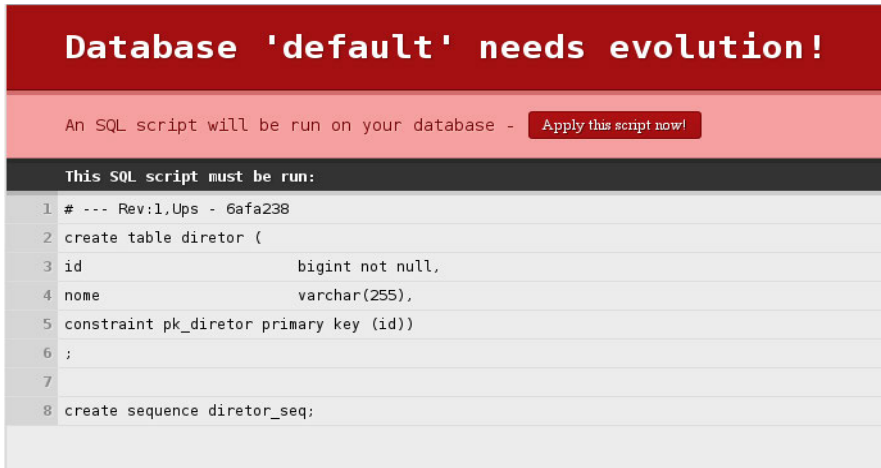 Database 'default' needs evolution!
An SQL script will be run on your database - Apply this script now!
This SQL script must be run:
1 # --- Rev:1,Ups - 6afa238
2 create table diretor (
3 id                        bigint not null,
4 nome                      varchar(255),
5 constraint pk_diretor primary key (id))
6 ;
7
8 create sequence diretor_seq;